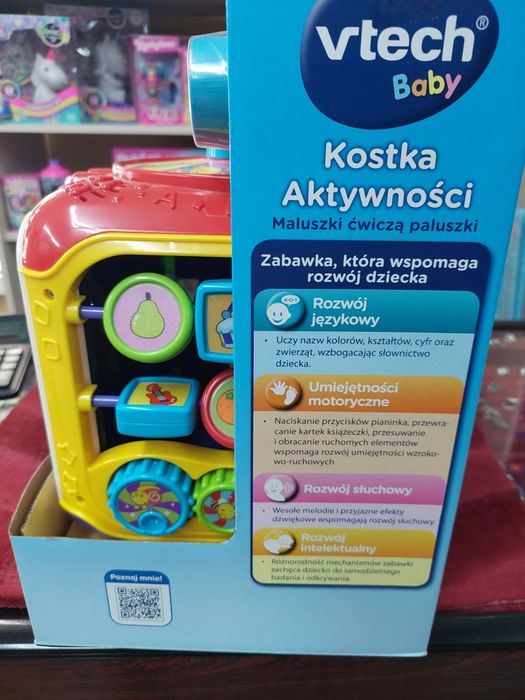 vtech®
Baby
Kostka
Aktywności
Maluszki ćwiczą paluszki
Zabawka, która wspomaga
rozwój dziecka
K-O-T
Rozwój
językowy
• Uczy nazw kolorów, kształtów, cyfr oraz
zwierząt, wzbogacając słownictwo
dziecka.
Umiejętności
motoryczne
• Naciskanie przycisków pianinka, przewra-
canie kartek książeczki, przesuwanie
i obracanie ruchomych elementów
wspomaga rozwój umiejętności wzroko-
wo-ruchowych
Rozwój słuchowy
• Wesołe melodie i przyjazne efekty
dźwiękowe wspomagają rozwój słuchowy
Rozwój
intelektualny
• Różnorodność mechanizmów zabawki
zachęca dziecko do samodzielnego
badania i odkrywania.
Poznaj mnie!